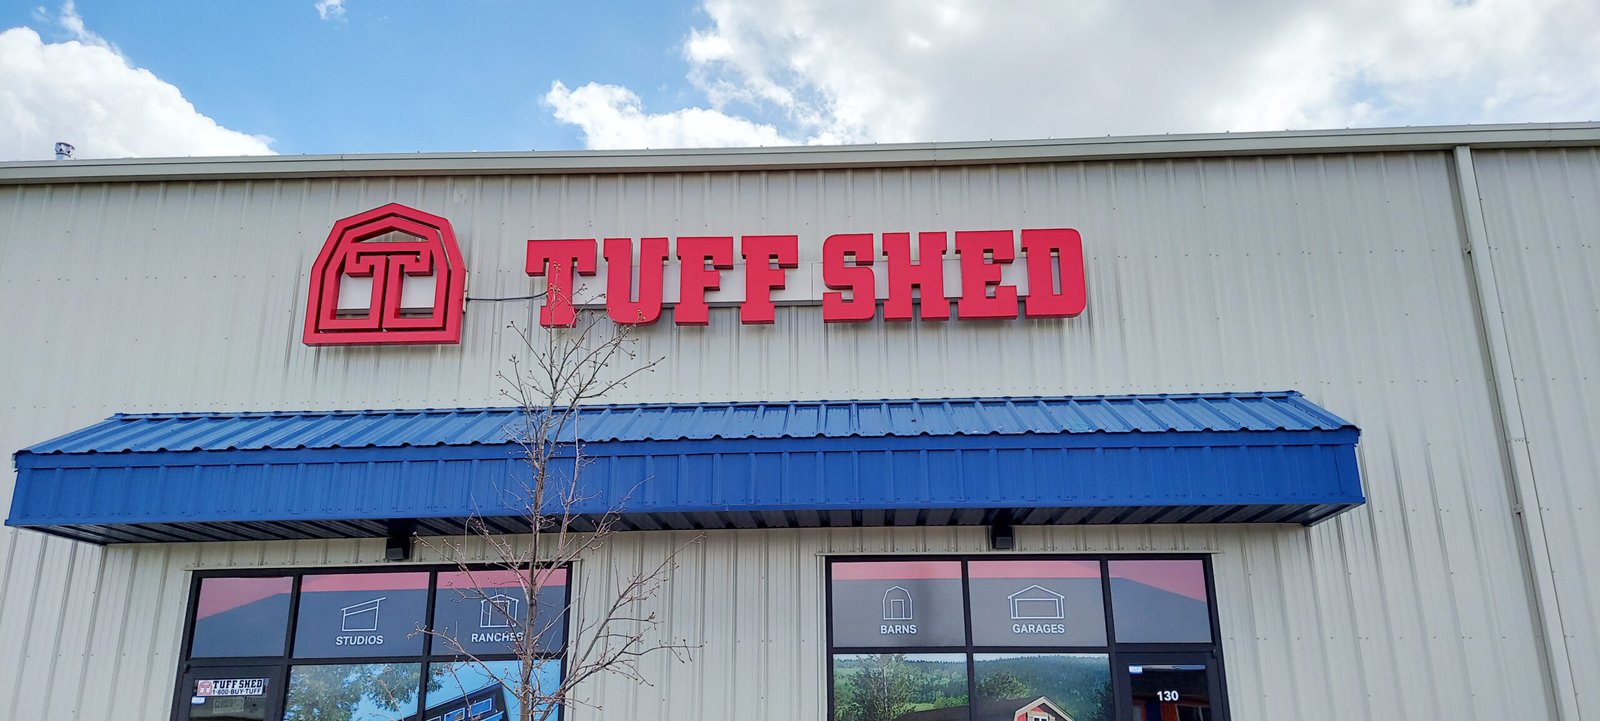 TUFF SHED
STUDIOS
RANCHES
BARNS
GARAGES
TUFF SHED
1-800-BUY-TUFF
130